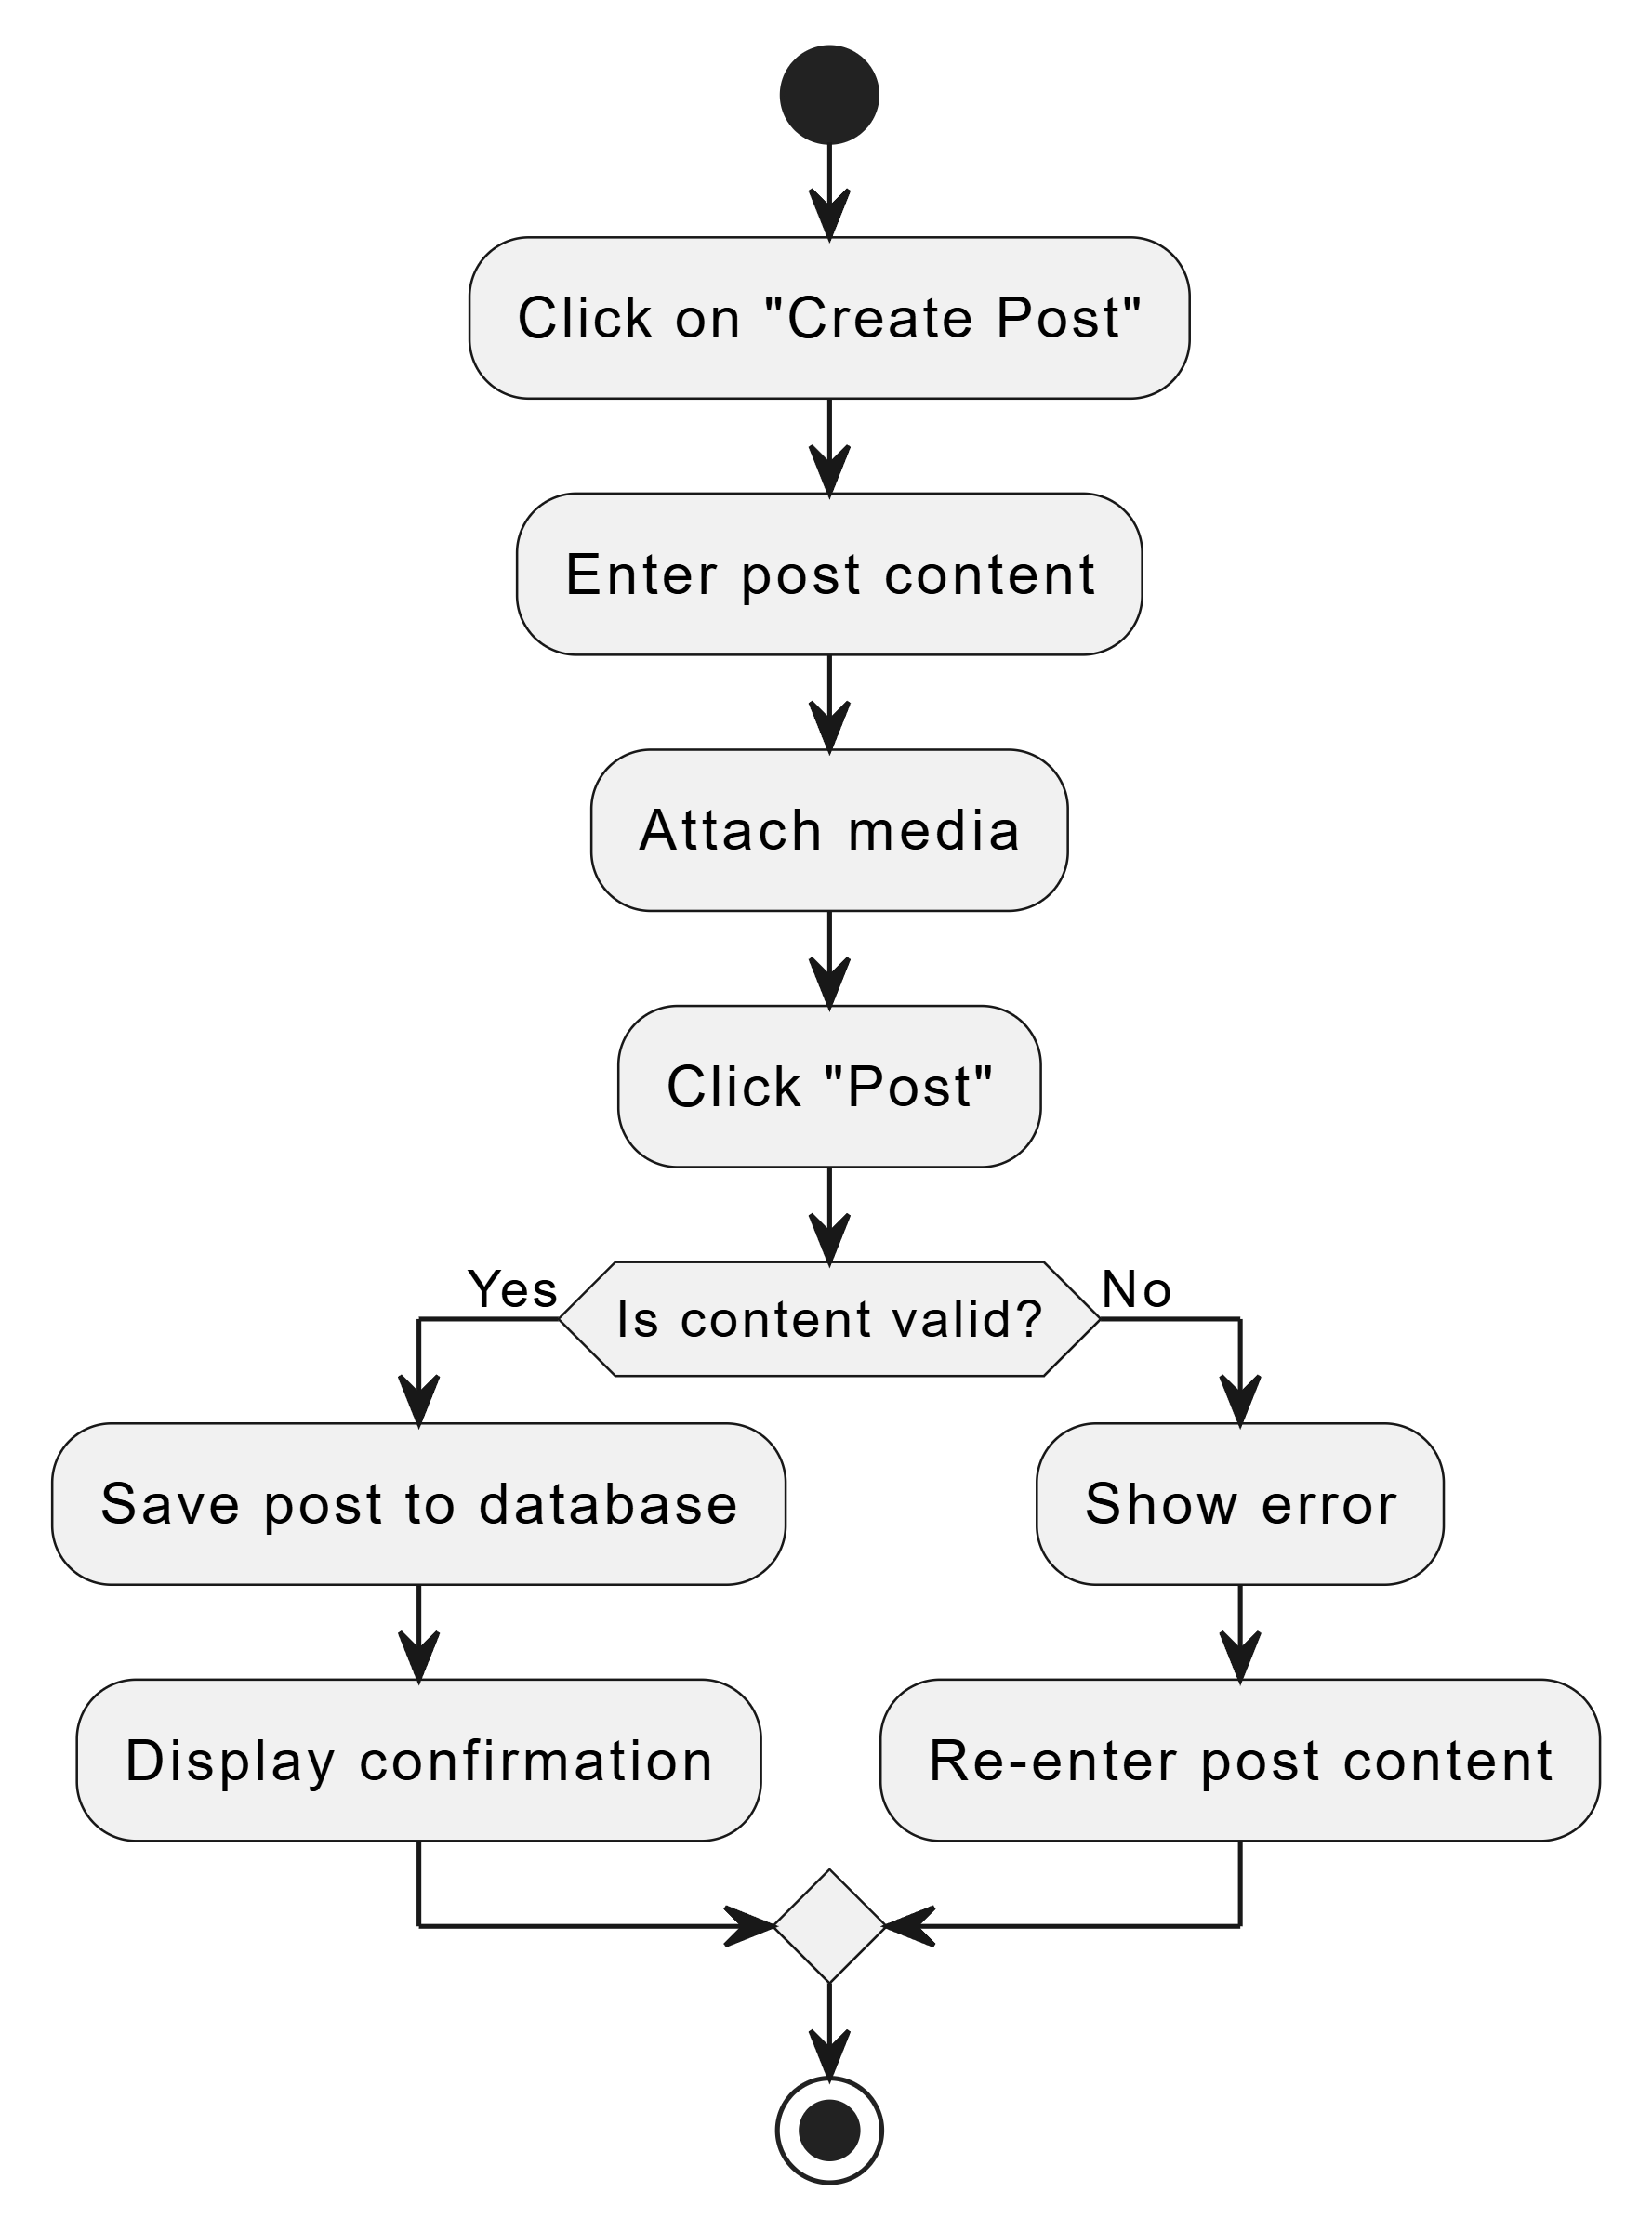 Click on "Create Post"
Enter post content
Attach media
Click "Post"
Yes
Is content valid?
No
Save post to database
Show error
Display confirmation
Re-enter post content